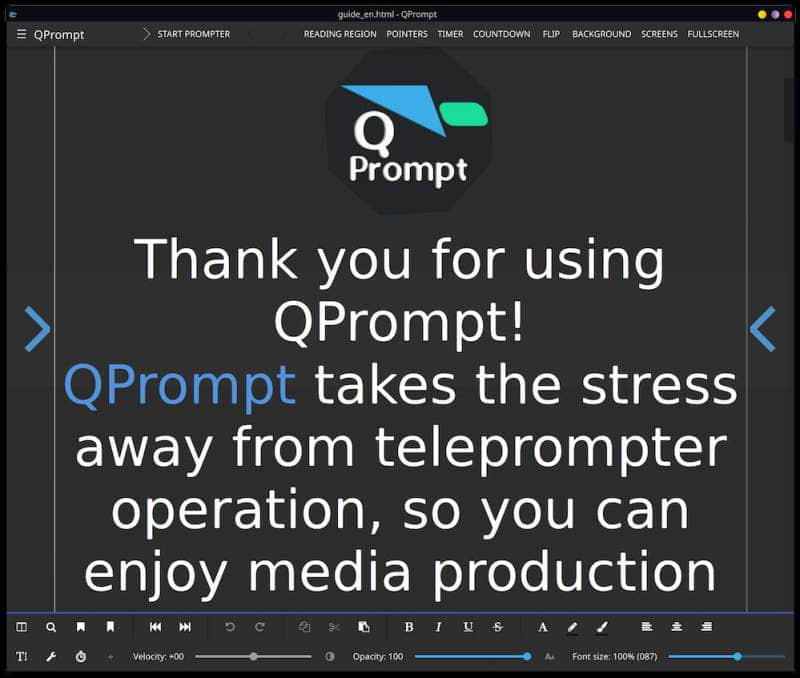 guide_en.html - QPrompt
QPrompt
START PROMPTER
READING REGION
POINTERS
TIMER
COUNTDOWN
FLIP
BACKGROUND
SCREENS
FULLSCREEN
Q
Prompt
Thank you for using
QPrompt!
QPrompt takes the stress
away from teleprompter
operation, so you can
enjoy media production
B
I
U
S
A
T!
Velocity: +00
Opacity: 100
AA
Font size: 100% (087)